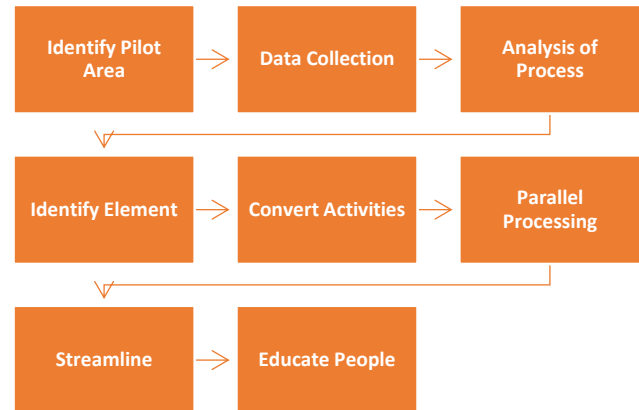 Identify Pilot
Area
Data Collection
Analysis of
Process
Identify Element
Convert Activities
Parallel
Processing
Streamline
Educate People